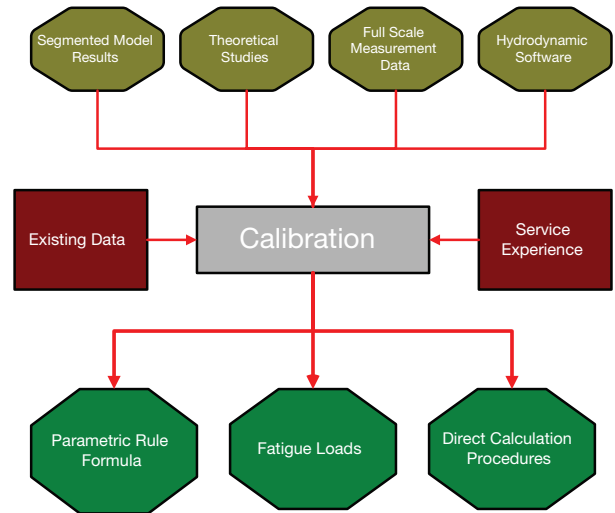 Segmented Model
Results
Theoretical
Studies
Full Scale
Measurement
Data
Hydrodynamic
Software
Existing Data
Calibration
Service
Experience
Parametric Rule
Formula
Fatigue Loads
Direct Calculation
Procedures